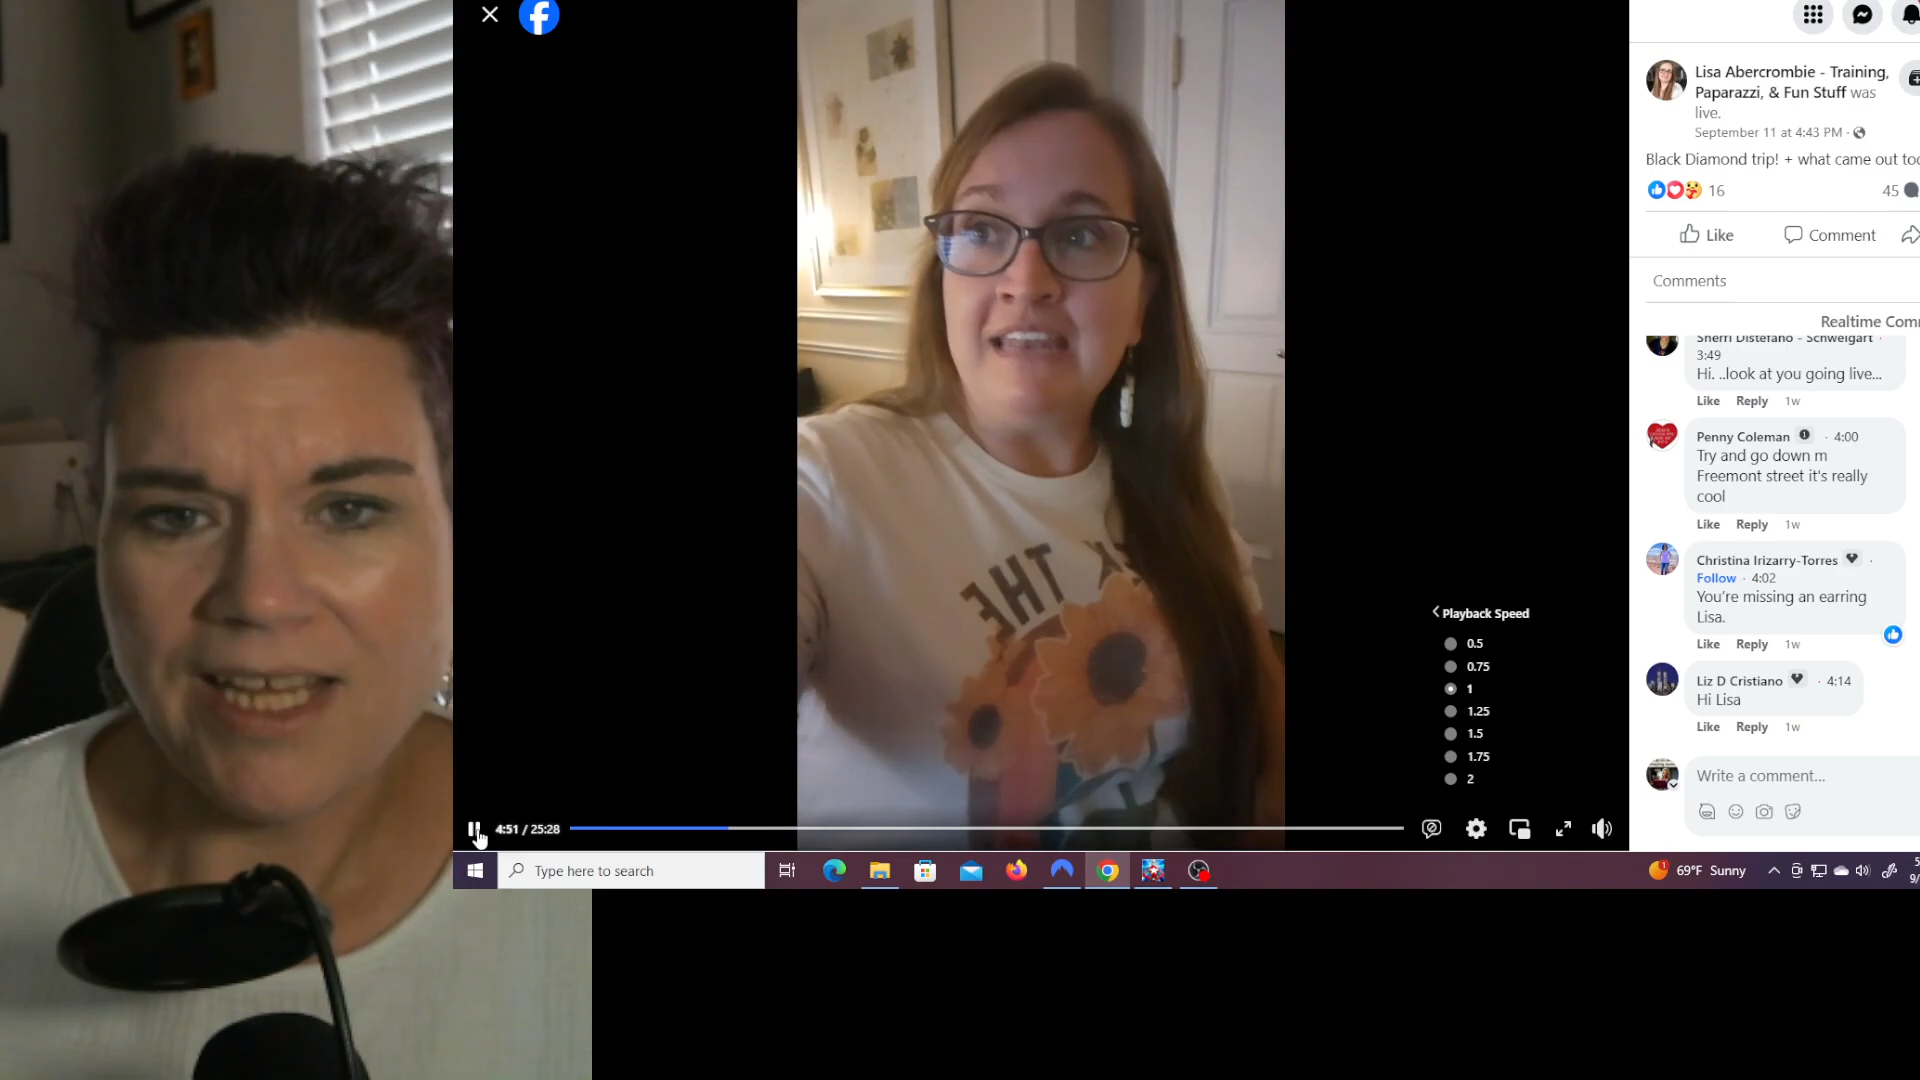 Lisa Abercrombie - Training,
Paparazzi, & Fun Stuff was
live.
September 11 at 4:43 PM ·
Black Diamond trip! + what came out
16
45
Like
Comment
Comments
Realtime
Sherri Distefano - Schweigart ·
3:49
Hi. ..look at you going live...
Like Reply 1w
Penny Coleman · 4:00
Try and go down m
Freemont street it's really
cool
Like Reply 1w
Christina Irizarry-Torres ·
Follow · 4:02
You're missing an earring
Lisa.
Like Reply 1w
Liz D Cristiano · 4:14
Hi Lisa
Like Reply 1w
Write a comment...
THE
Playback Speed
0.5
0.75
1
1.25
1.5
1.75
2
4:51 / 25:28
Type here to search
1
69°F Sunny